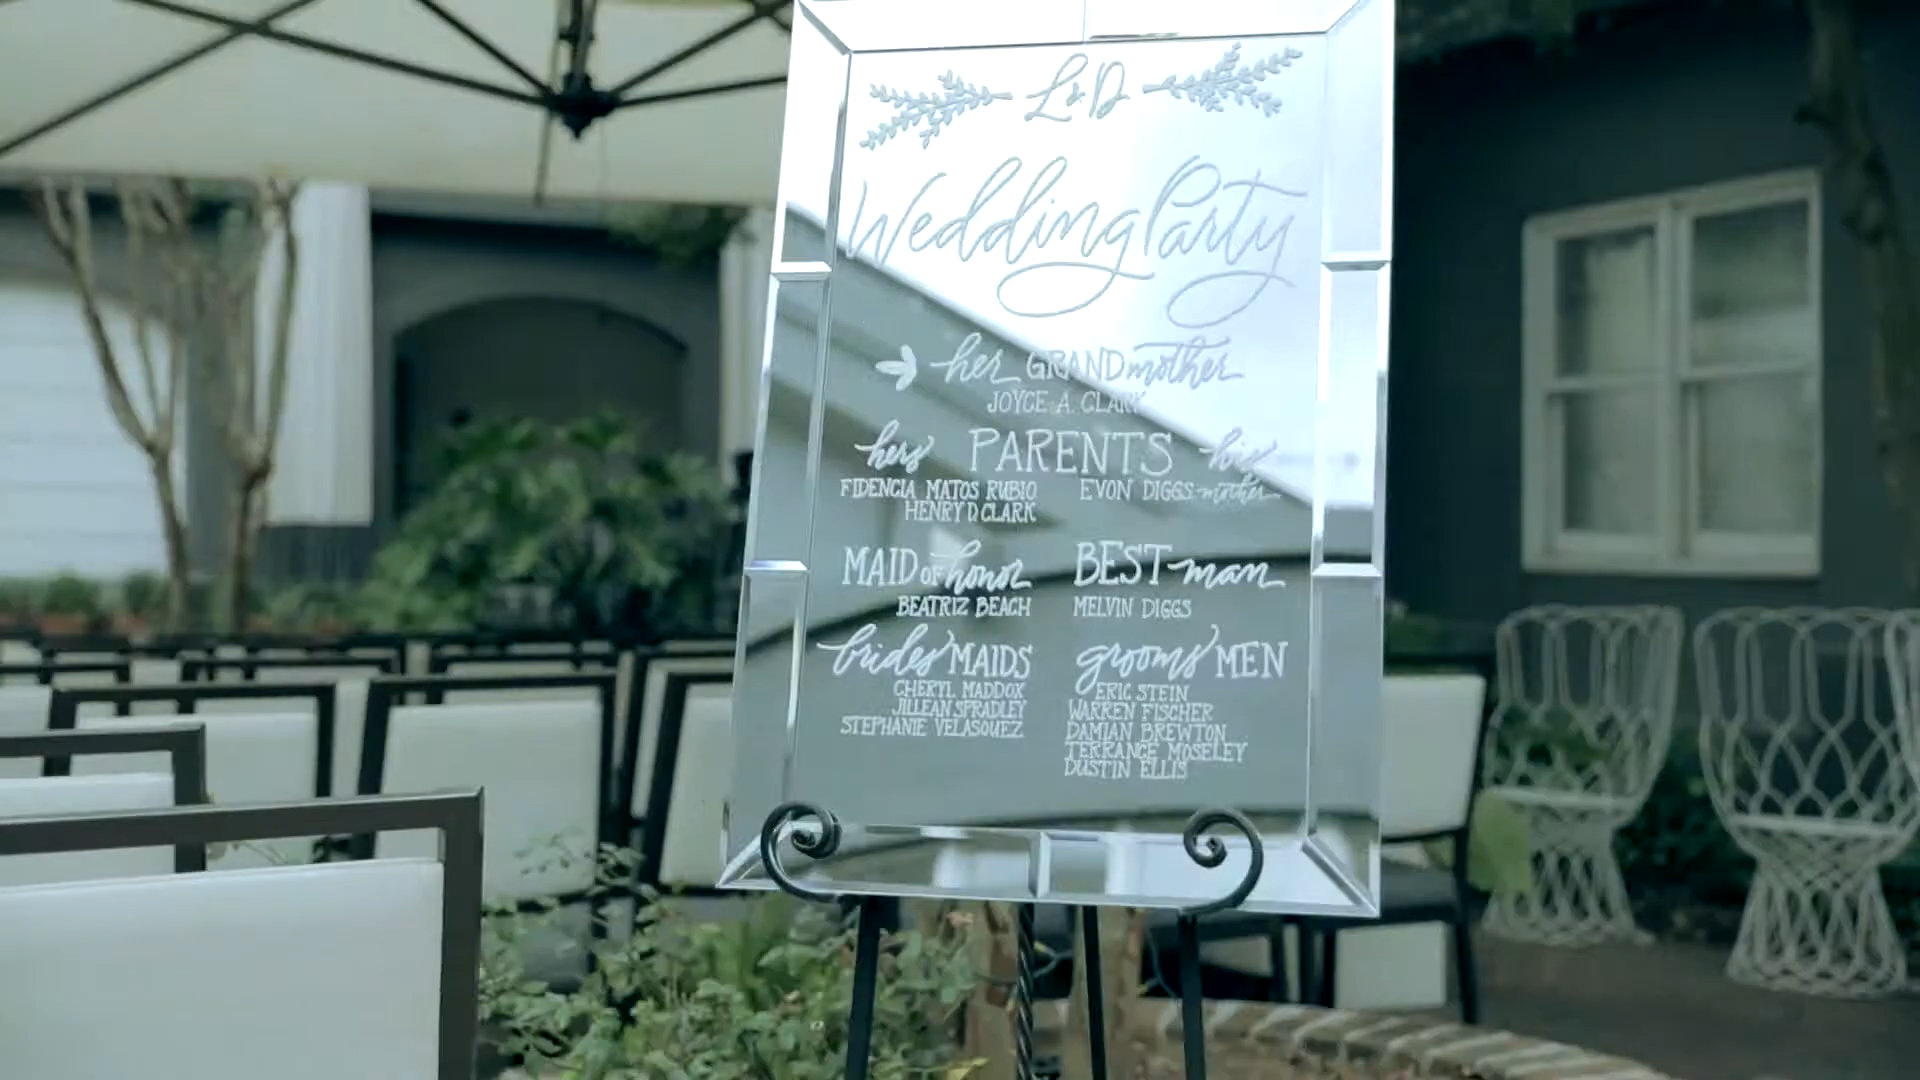 L & D
Wedding Party
her GRANDmother
JOYCE A. CLARK
hers PARENTS his
FIDENCIA MATOS RUBIO EVON DIGGS-mother
HENRY D. CLARK
MAID OF honor BEST man
BEATRIZ BEACH MELVIN DIGGS
brides MAIDS grooms MEN
CHERYL MADDOX ERIC STEIN
JILLEAN SPRADLEY WARREN FISCHER
STEPHANIE VELASQUEZ DAMIAN BREWTON
TERRANCE MOSELEY
DUSTIN ELLIS